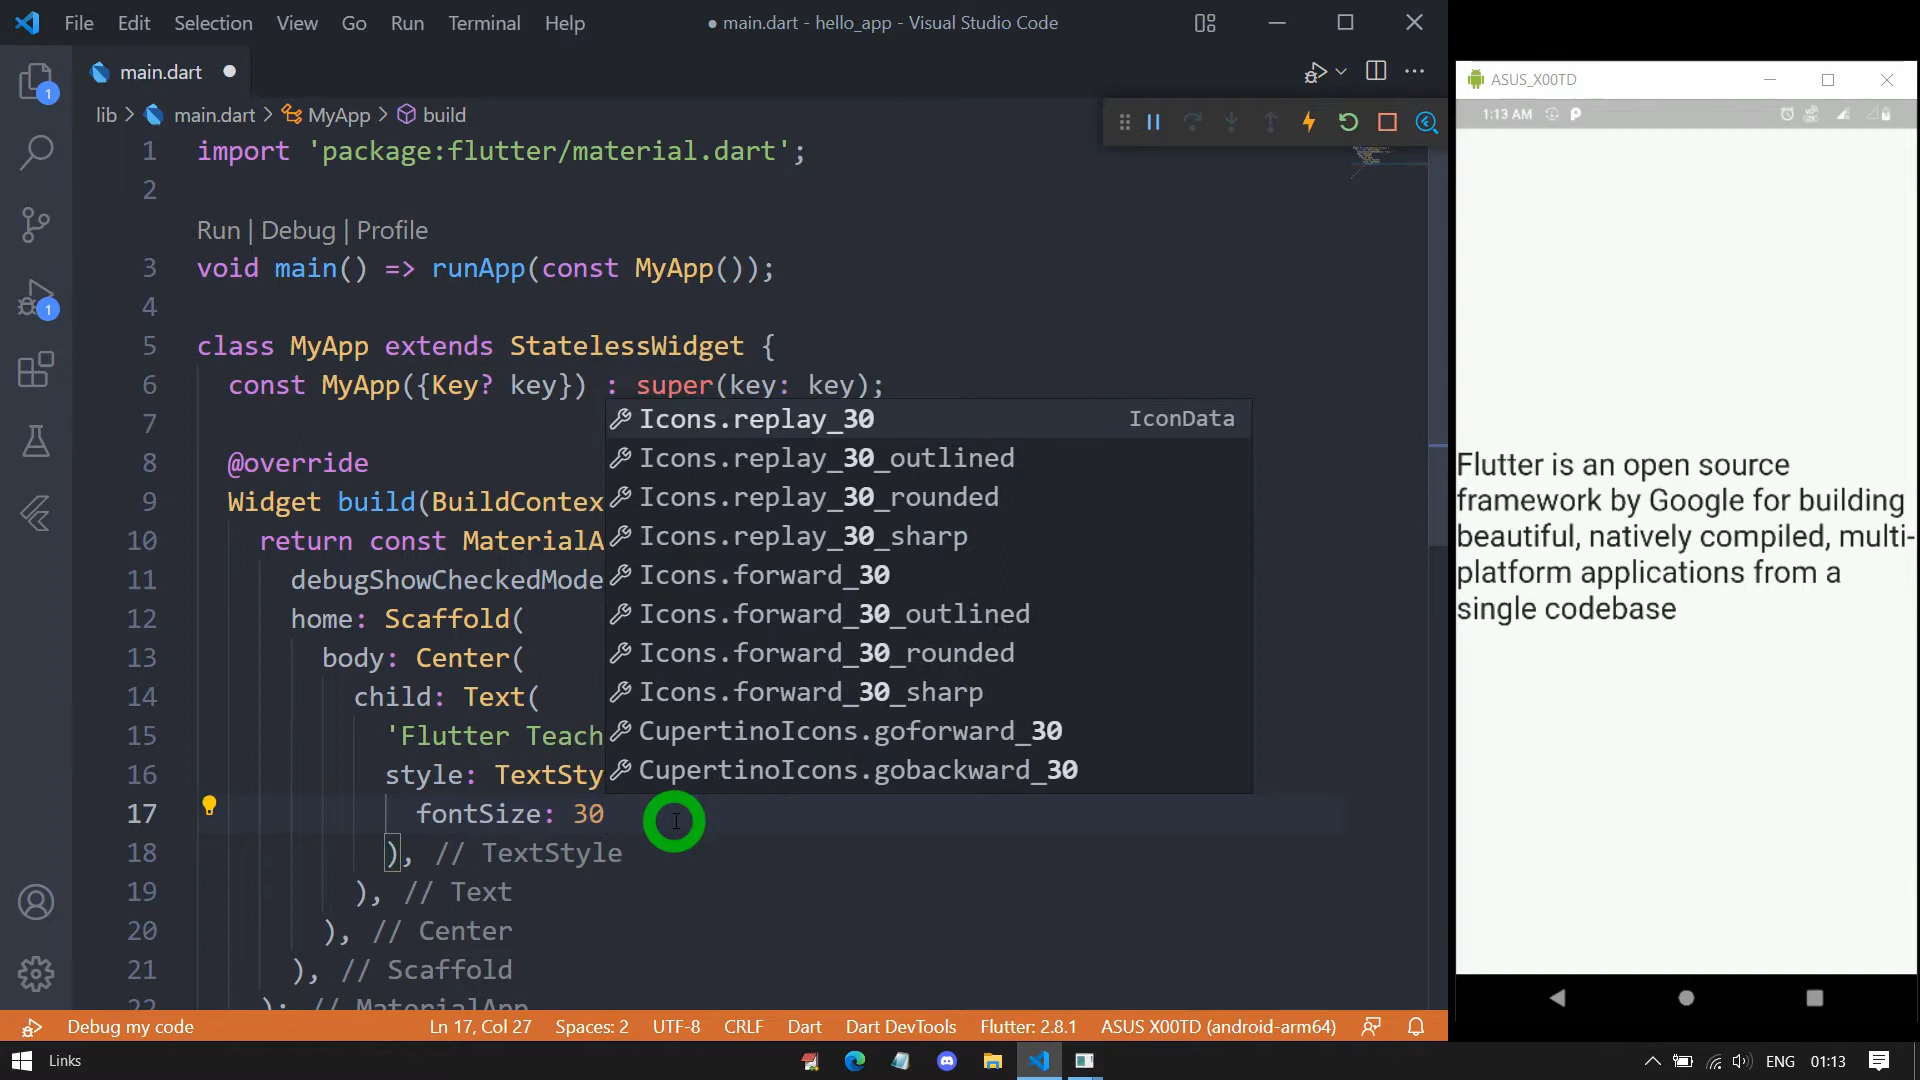 File Edit Selection View Go Run Terminal Help
● main.dart - hello_app - Visual Studio Code
main.dart
lib > main.dart > MyApp > build
1 import 'package:flutter/material.dart';
2
Run | Debug | Profile
3 void main() => runApp(const MyApp());
4
5 class MyApp extends StatelessWidget {
6 const MyApp({Key? key}) : super(key: key);
7
8 @override
9 Widget build(BuildContex
10 return const MaterialA
11 debugShowCheckedMode
12 home: Scaffold(
13 body: Center(
14 child: Text(
15 'Flutter Teach
16 style: TextSty
17 fontSize: 30
18 ), // TextStyle
19 ), // Text
20 ), // Center
21 ), // Scaffold
22 ); // MaterialApp
Icons.replay_30 IconData
Icons.replay_30_outlined
Icons.replay_30_rounded
Icons.replay_30_sharp
Icons.forward_30
Icons.forward_30_outlined
Icons.forward_30_rounded
Icons.forward_30_sharp
CupertinoIcons.goforward_30
CupertinoIcons.gobackward_30
1
1
Debug my code Ln 17, Col 27 Spaces: 2 UTF-8 CRLF Dart Dart DevTools Flutter: 2.8.1 ASUS X00TD (android-arm64)
ASUS_X00TD
1:13 AM
Flutter is an open source
framework by Google for building
beautiful, natively compiled, multi-
platform applications from a
single codebase
Links
ENG 01:13